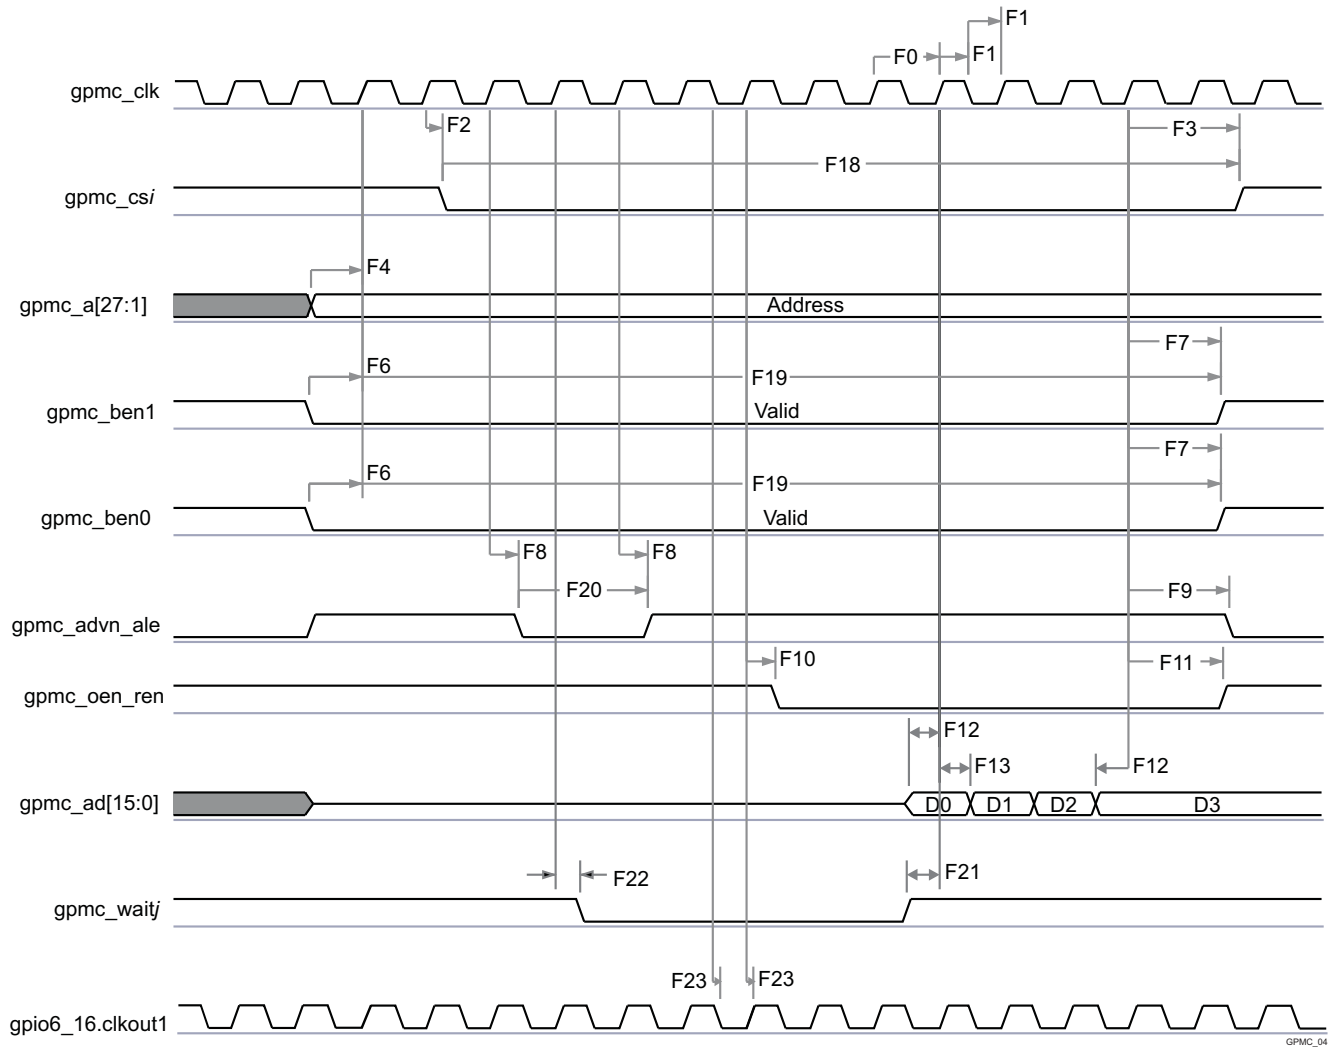 F1
F0
F1
gpmc_clk
F2
F3
F18
gpmc_csi
F4
gpmc_a[27:1]
Address
F7
F6
F19
gpmc_ben1
Valid
F7
F6
F19
gpmc_ben0
Valid
F8
F8
F20
F9
gpmc_advn_ale
F10
F11
gpmc_oen_ren
F12
F13
F12
gpmc_ad[15:0]
D0
D1
D2
D3
F22
F21
gpmc_waitj
F23
F23
gpio6_16.clkout1
GPMC_04